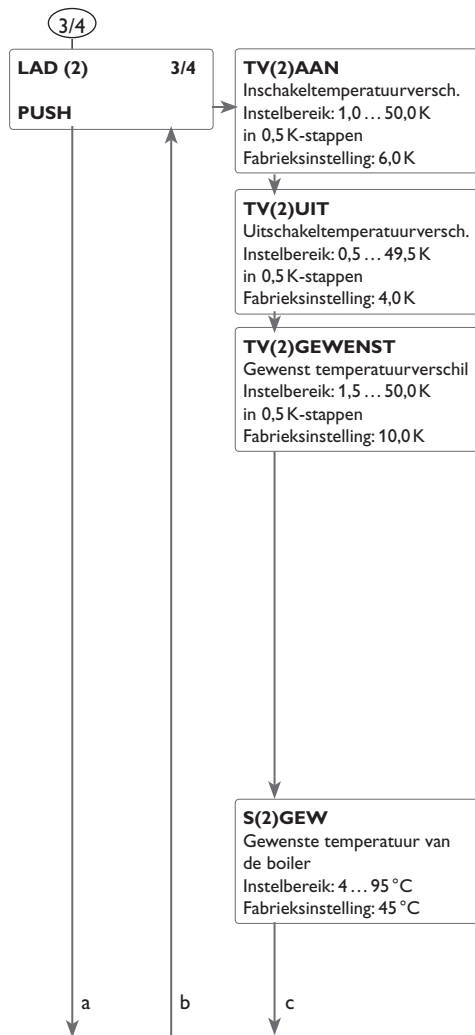 3/4
LAD (2) 3/4
PUSH
TV(2)AAN
Inschakeltemperatuurversch.
Instelbereik: 1,0 … 50,0 K
in 0,5 K-stappen
Fabrieksinstelling: 6,0 K
TV(2)UIT
Uitschakeltemperatuurversch.
Instelbereik: 0,5 … 49,5 K
in 0,5 K-stappen
Fabrieksinstelling: 4,0 K
TV(2)GEWENST
Gewenst temperatuurverschil
Instelbereik: 1,5 … 50,0 K
in 0,5 K-stappen
Fabrieksinstelling: 10,0 K
S(2)GEW
Gewenste temperatuur van
de boiler
Instelbereik: 4 … 95 °C
Fabrieksinstelling: 45 °C
a b c